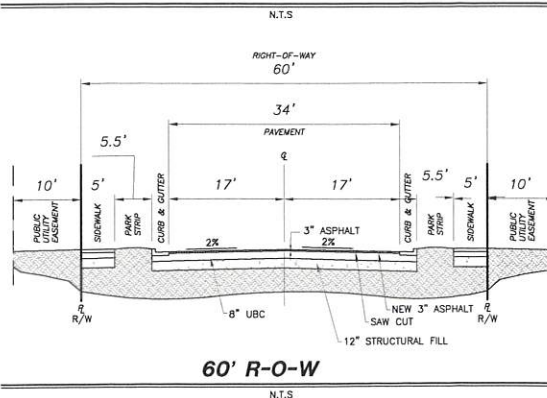 N.T.S
RIGHT-OF-WAY
60'
34'
PAVEMENT
5.5'
℄
10'
5'
17'
17'
5.5'
5'
10'
PUBLIC
UTILITY
EASEMENT
SIDEWALK
PARK
STRIP
CURB & GUTTER
CURB & GUTTER
PARK
STRIP
SIDEWALK
PUBLIC
UTILITY
EASEMENT
2%
2%
3" ASPHALT
8" UBC
NEW 3" ASPHALT
SAW CUT
12" STRUCTURAL FILL
PL
R/W
PL
R/W
60' R-O-W
N.T.S